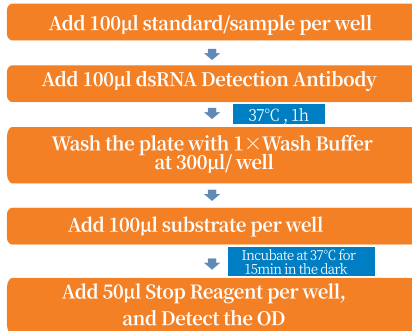 Add 100μl standard/sample per well
Add 100μl dsRNA Detection Antibody
37℃ , 1h
Wash the plate with 1×Wash Buffer
at 300μl/ well
Add 100μl substrate per well
Incubate at 37℃ for
15min in the dark
Add 50μl Stop Reagent per well,
and Detect the OD